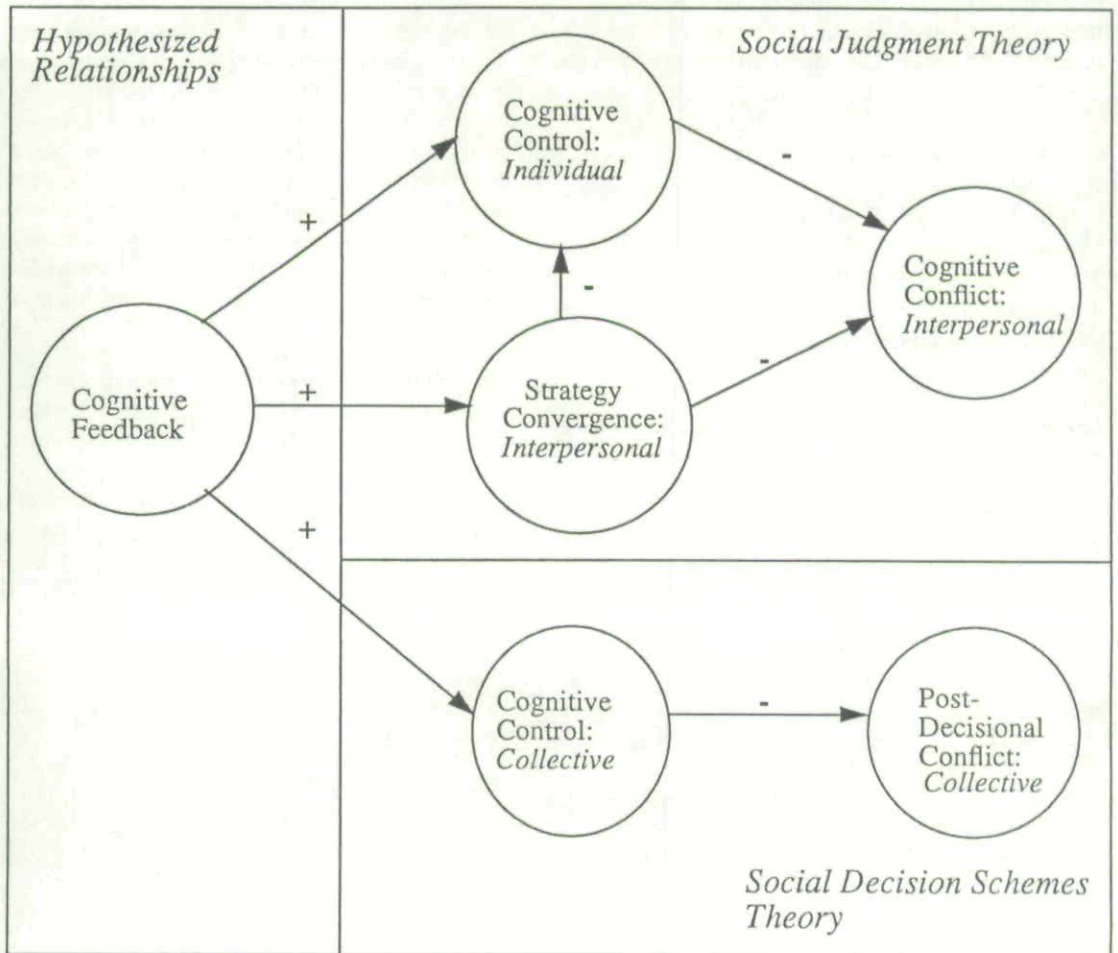 Hypothesized
Relationships
Social Judgment Theory
Cognitive
Control:
Individual
-
+
Cognitive
Conflict:
Interpersonal
-
Cognitive
Feedback
+
Strategy
Convergence:
Interpersonal
-
+
Cognitive
Control:
Collective
-
Post-
Decisional
Conflict:
Collective
Social Decision Schemes
Theory